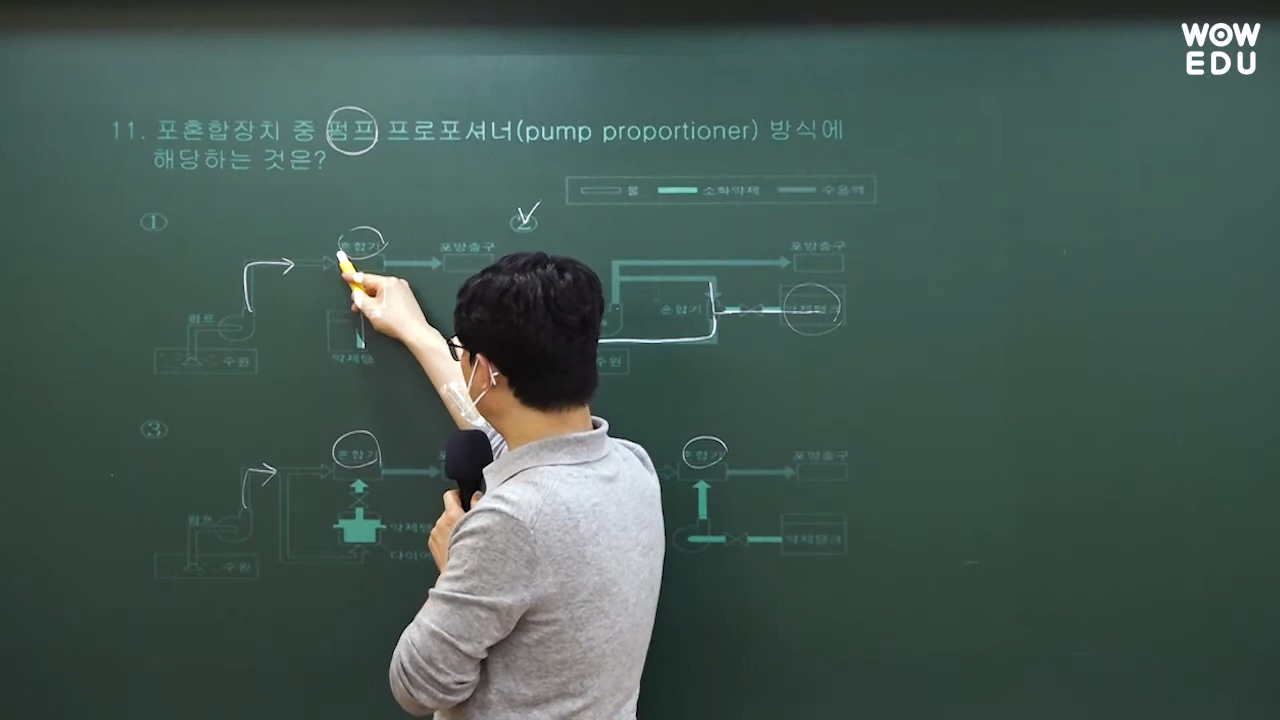 WOW
EDU
11. 포혼합장치 중 펌프 프로포셔너(pump proportioner) 방식에
해당하는 것은?
물 소화약제 수용액
① ②
혼합기 포방출구 포방출구
펌프 혼합기 약제탱크
수원 약제탱 수원
③
혼합기 혼합기 포방출구
펌프 약제탱 약제탱크
수원 다이어